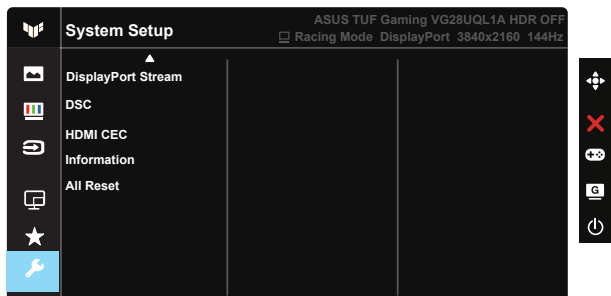 System Setup
ASUS TUF Gaming VG28UQL1A HDR OFF
Racing Mode DisplayPort 3840x2160 144Hz
DisplayPort Stream
DSC
HDMI CEC
Information
All Reset
G